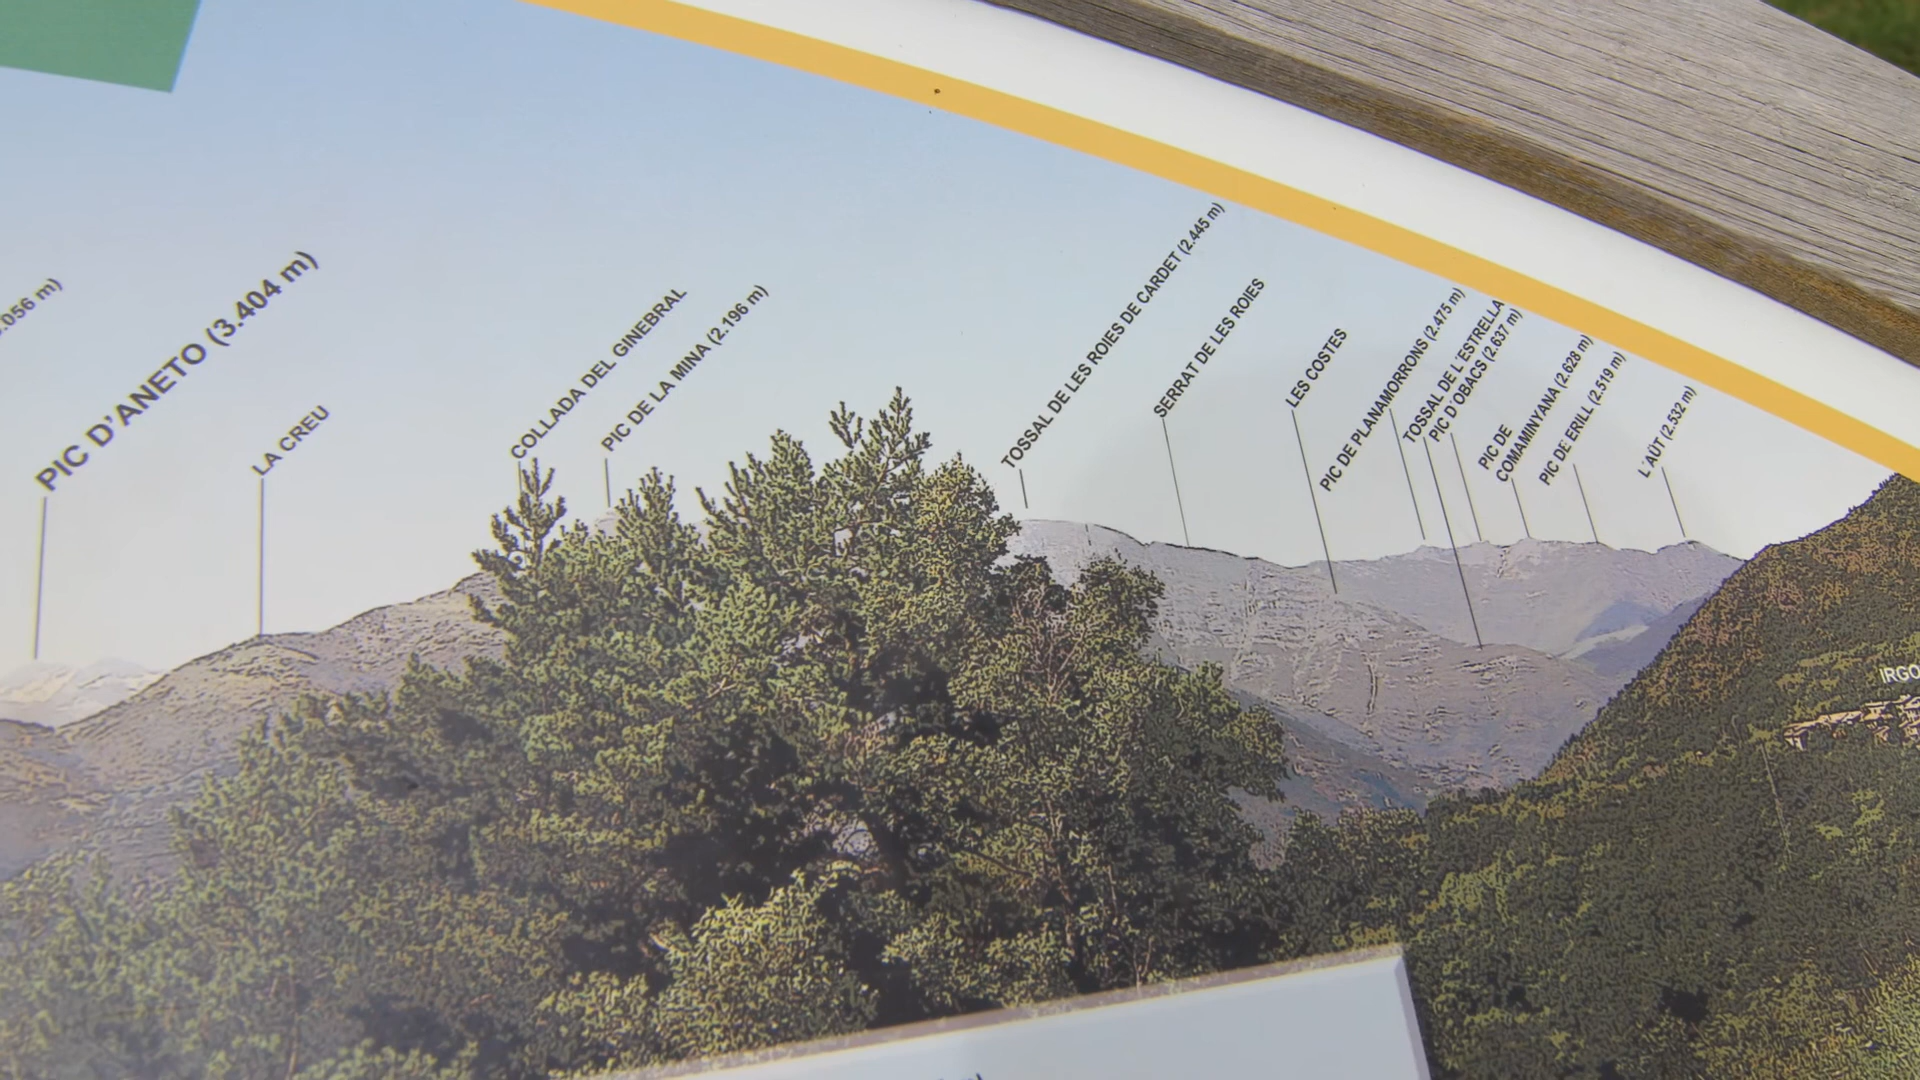 .056 m)
PIC D'ANETO (3.404 m)
LA CREU
COLLADA DEL GINEBRAL
PIC DE LA MINA (2.196 m)
TOSSAL DE LES ROIES DE CARDET (2.445 m)
SERRAT DE LES ROIES
LES COSTES
PIC DE PLANAMORRONS (2.475 m)
TOSSAL DE L'ESTRELLA
PIC D'OBACS (2.637 m)
PIC DE
COMAMINYANA (2.628 m)
PIC DE ERILL (2.519 m)
L'AÜT (2.532 m)
IRGO